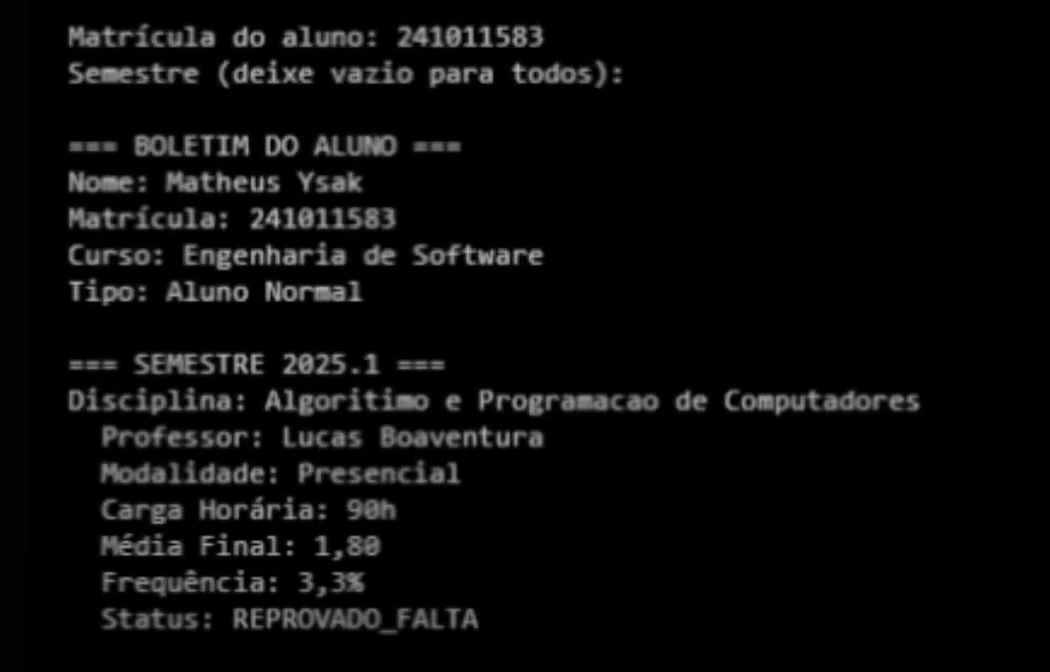 Matrícula do aluno: 241011583
Semestre (deixe vazio para todos):
=== BOLETIM DO ALUNO ===
Nome: Matheus Ysak
Matrícula: 241011583
Curso: Engenharia de Software
Tipo: Aluno Normal
=== SEMESTRE 2025.1 ===
Disciplina: Algoritimo e Programacao de Computadores
Professor: Lucas Boaventura
Modalidade: Presencial
Carga Horária: 90h
Média Final: 1,80
Frequência: 3,3%
Status: REPROVADO_FALTA